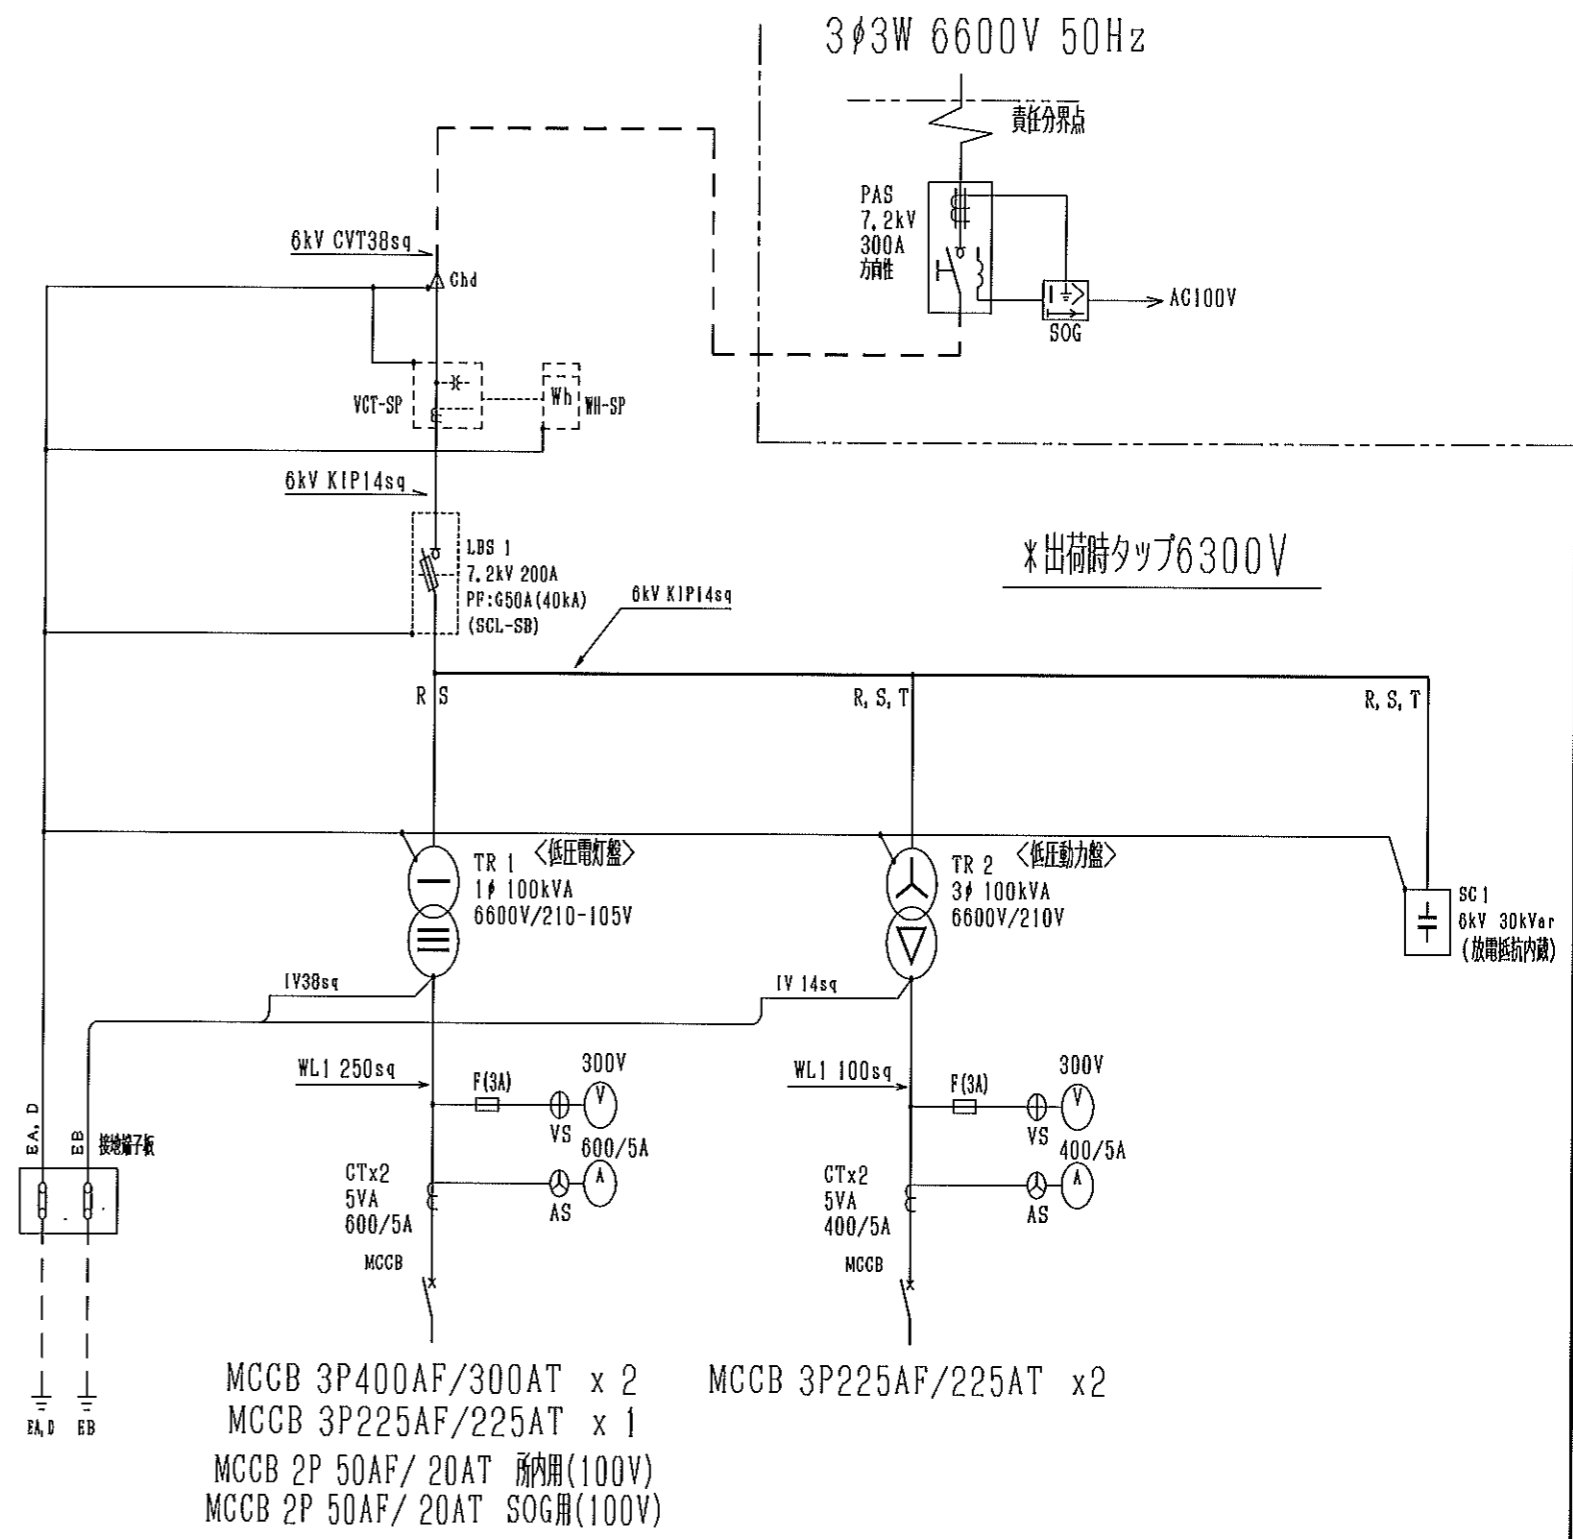 3φ3W 6600V 50Hz
責任分界点
PAS
7.2kV
300A
方向性
AC100V
SOG
6kV CVT38sq
Chd
VCT-SP
Wh
WH-SP
6kV KIP14sq
LBS 1
7.2kV 200A
PF:G50A(40kA)
(SCL-SB)
*出荷時タップ6300V
6kV KIP14sq
R S
R,S,T
R,S,T
TR 1
<低圧電灯盤>
1φ 100kVA
6600V/210-105V
TR 2
<低圧動力盤>
3φ 100kVA
6600V/210V
SC1
6kV 30kVar
(放電抵抗内蔵)
IV38sq
IV 14sq
WL1 250sq
F(3A)
300V
V
VS
600/5A
A
AS
CTx2
5VA
600/5A
MCCB
WL1 100sq
F(3A)
300V
V
VS
400/5A
A
AS
CTx2
5VA
400/5A
MCCB
EA,D
EB
接地端子板
EA,D
EB
MCCB 3P400AF/300AT x 2
MCCB 3P225AF/225AT x 1
MCCB 2P 50AF/ 20AT 所内用(100V)
MCCB 2P 50AF/ 20AT SOG用(100V)
MCCB 3P225AF/225AT x2